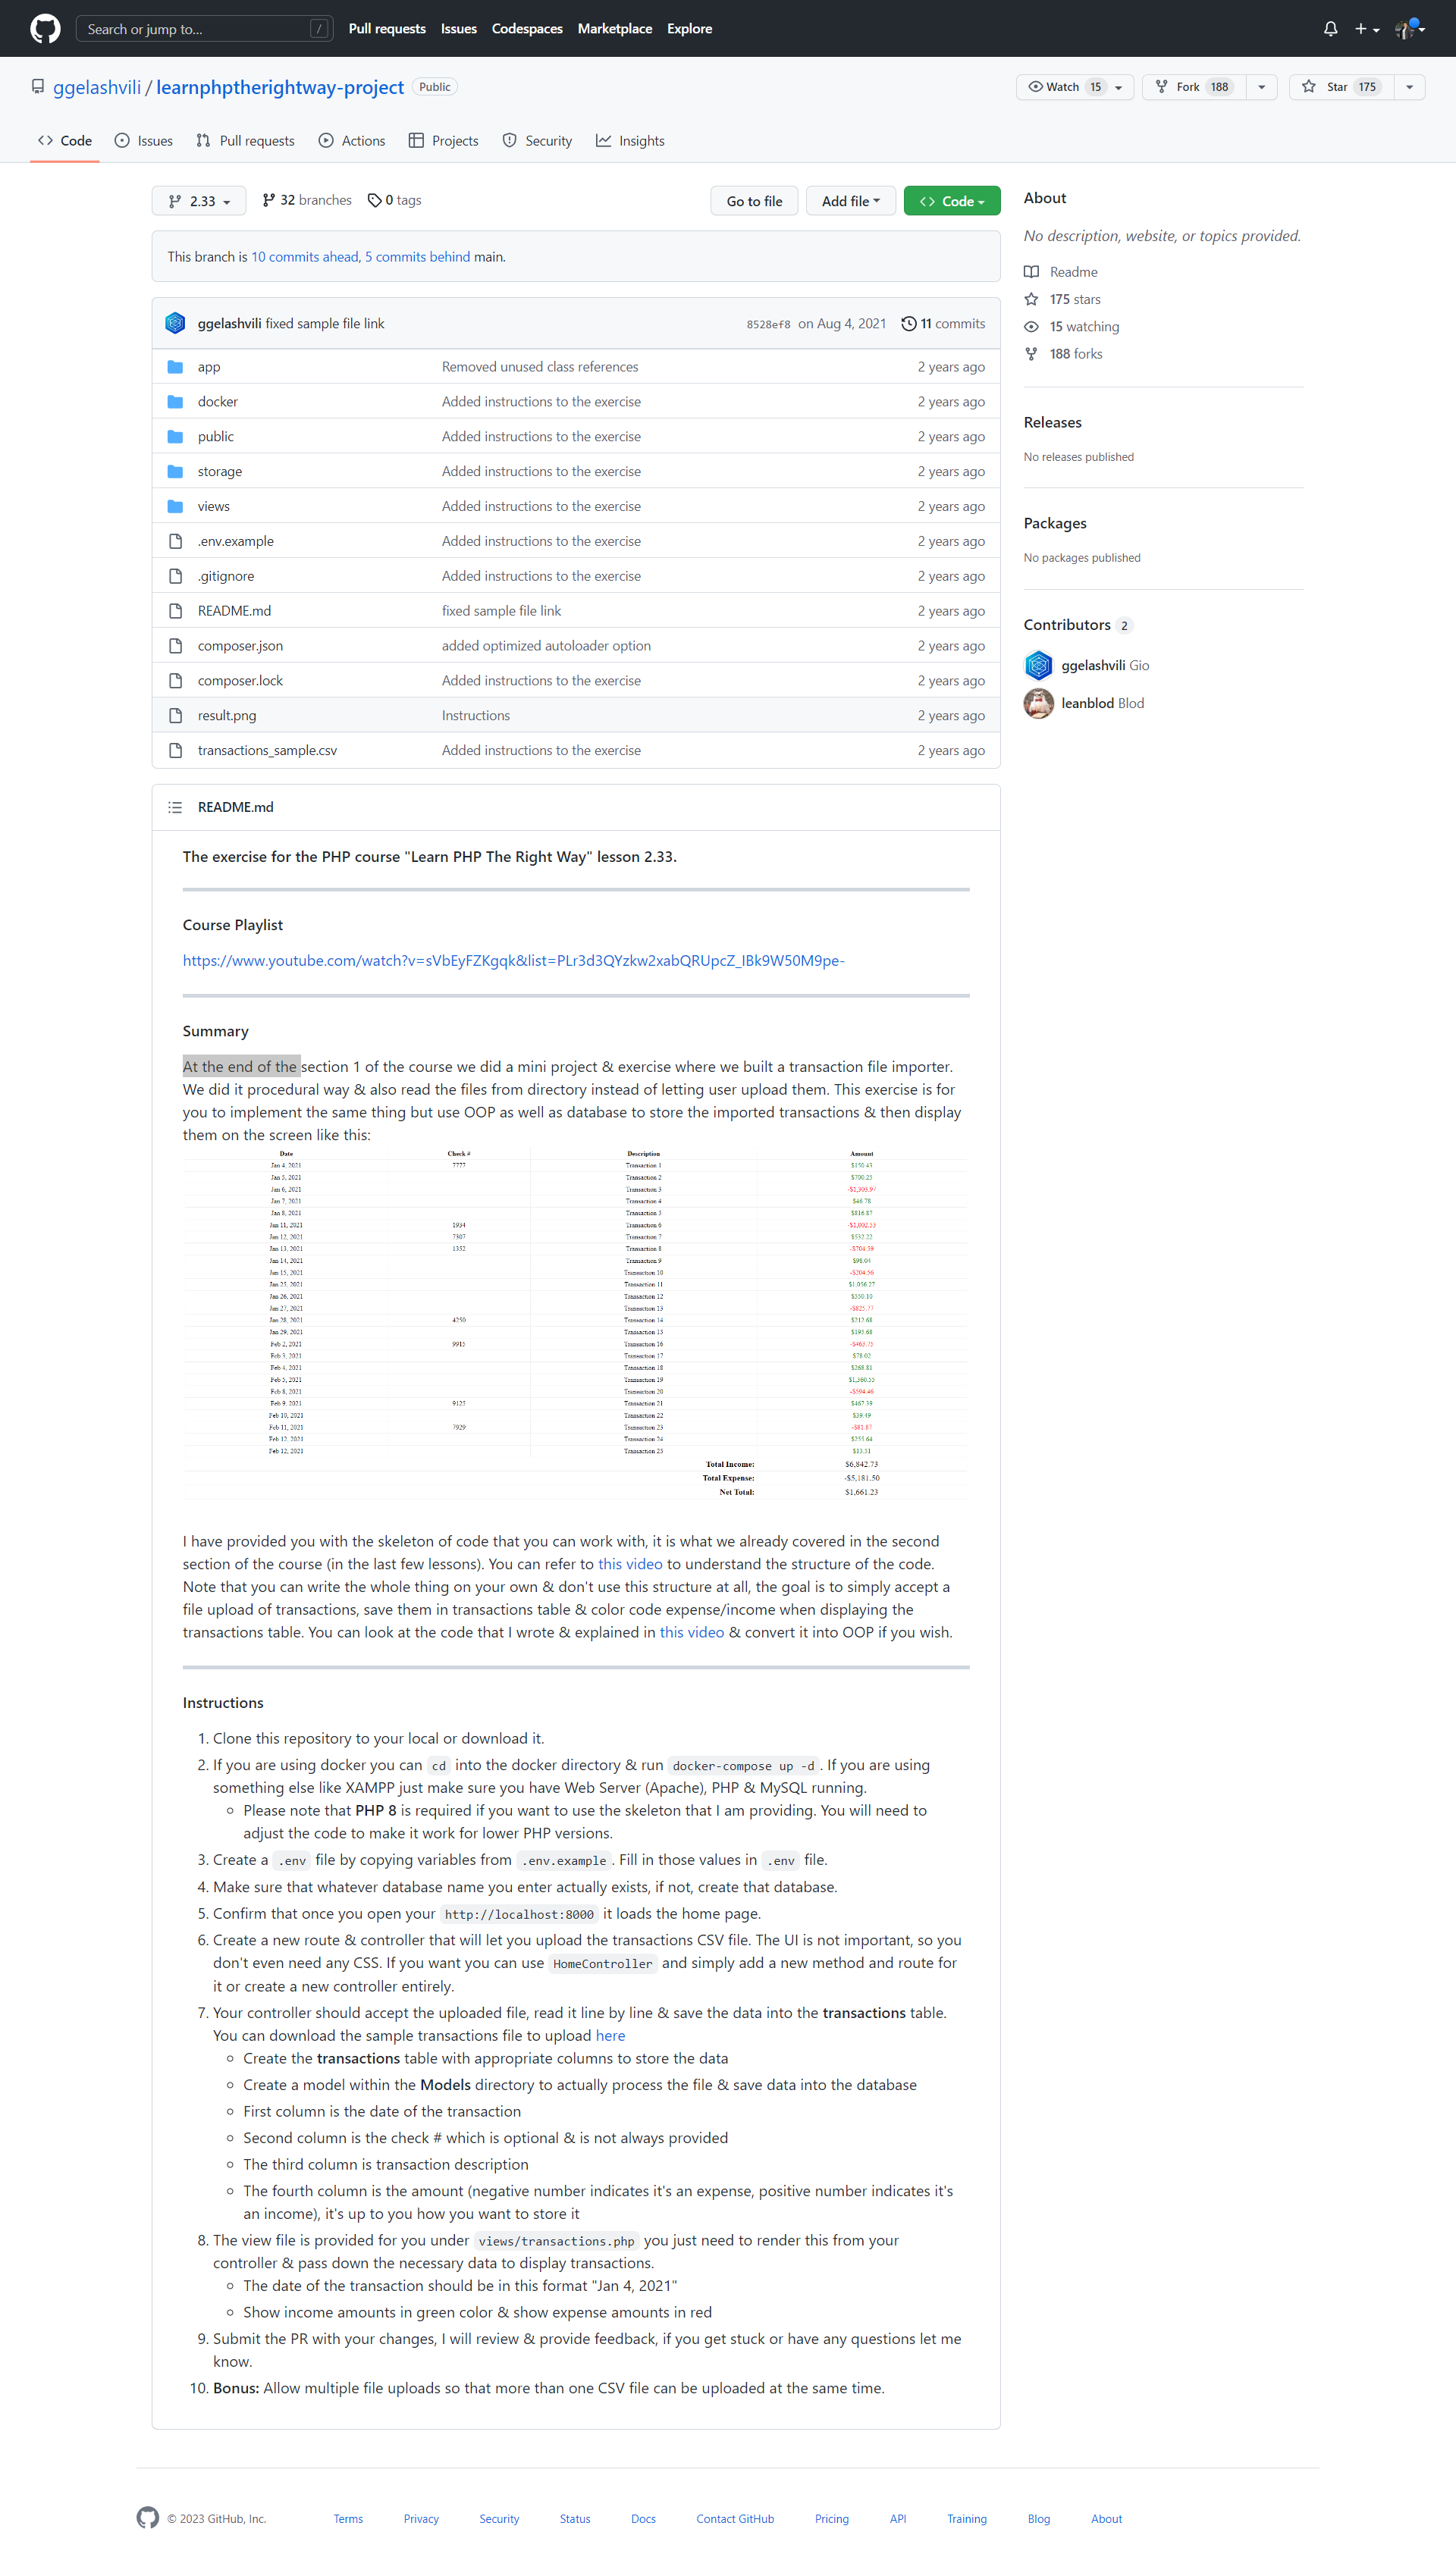 Search or jump to... /
Pull requests Issues Codespaces Marketplace Explore
ggelashvili / learnphptherightway-project Public
Watch 15 Fork 188 Star 175
Code Issues Pull requests Actions Projects Security Insights
2.33 32 branches 0 tags Go to file Add file Code
This branch is 10 commits ahead, 5 commits behind main.
ggelashvili fixed sample file link 8528ef8 on Aug 4, 2021 11 commits
app Removed unused class references 2 years ago
docker Added instructions to the exercise 2 years ago
public Added instructions to the exercise 2 years ago
storage Added instructions to the exercise 2 years ago
views Added instructions to the exercise 2 years ago
.env.example Added instructions to the exercise 2 years ago
.gitignore Added instructions to the exercise 2 years ago
README.md fixed sample file link 2 years ago
composer.json added optimized autoloader option 2 years ago
composer.lock Added instructions to the exercise 2 years ago
result.png Instructions 2 years ago
transactions_sample.csv Added instructions to the exercise 2 years ago
About
No description, website, or topics provided.
Readme
175 stars
15 watching
188 forks
Releases
No releases published
Packages
No packages published
Contributors 2
ggelashvili Gio
leanblod Blod
README.md
The exercise for the PHP course "Learn PHP The Right Way" lesson 2.33.
Course Playlist
https://www.youtube.com/watch?v=sVbEyFZKgqk&list=PLr3d3QYzkw2xabQRUpcZ_IBk9W50M9pe-
Summary
At the end of the section 1 of the course we did a mini project & exercise where we built a transaction file importer.
We did it procedural way & also read the files from directory instead of letting user upload them. This exercise is for
you to implement the same thing but use OOP as well as database to store the imported transactions & then display
them on the screen like this:
Date Check # Description Amount
Jan 4, 2021 7777 Transaction 1 $150.43
Jan 5, 2021 Transaction 2 $700.25
Jan 6, 2021 Transaction 3 -$1,303.97
Jan 7, 2021 Transaction 4 $46.78
Jan 8, 2021 Transaction 5 $816.87
Jan 11, 2021 1934 Transaction 6 -$1,002.53
Jan 12, 2021 7307 Transaction 7 $532.22
Jan 13, 2021 1352 Transaction 8 -$704.39
Jan 14, 2021 Transaction 9 $98.04
Jan 15, 2021 Transaction 10 -$204.56
Jan 25, 2021 Transaction 11 $1,056.27
Jan 26, 2021 Transaction 12 $550.10
Jan 27, 2021 Transaction 13 -$825.77
Jan 28, 2021 4250 Transaction 14 $212.68
Jan 29, 2021 Transaction 15 $193.68
Feb 2, 2021 9915 Transaction 16 -$463.75
Feb 3, 2021 Transaction 17 $78.02
Feb 4, 2021 Transaction 18 $268.81
Feb 5, 2021 Transaction 19 $1,360.55
Feb 8, 2021 Transaction 20 -$594.46
Feb 9, 2021 9125 Transaction 21 $467.39
Feb 10, 2021 Transaction 22 $39.49
Feb 11, 2021 7929 Transaction 23 -$81.87
Feb 12, 2021 Transaction 24 $255.64
Feb 12, 2021 Transaction 25 $13.51
Total Income: $6,842.73
Total Expense: -$5,181.50
Net Total: $1,661.23
I have provided you with the skeleton of code that you can work with, it is what we already covered in the second
section of the course (in the last few lessons). You can refer to this video to understand the structure of the code.
Note that you can write the whole thing on your own & don't use this structure at all, the goal is to simply accept a
file upload of transactions, save them in transactions table & color code expense/income when displaying the
transactions table. You can look at the code that I wrote & explained in this video & convert it into OOP if you wish.
Instructions
1. Clone this repository to your local or download it.
2. If you are using docker you can cd into the docker directory & run docker-compose up -d. If you are using
something else like XAMPP just make sure you have Web Server (Apache), PHP & MySQL running.
Please note that PHP 8 is required if you want to use the skeleton that I am providing. You will need to
adjust the code to make it work for lower PHP versions.
3. Create a .env file by copying variables from .env.example. Fill in those values in .env file.
4. Make sure that whatever database name you enter actually exists, if not, create that database.
5. Confirm that once you open your http://localhost:8000 it loads the home page.
6. Create a new route & controller that will let you upload the transactions CSV file. The UI is not important, so you
don't even need any CSS. If you want you can use HomeController and simply add a new method and route for
it or create a new controller entirely.
7. Your controller should accept the uploaded file, read it line by line & save the data into the transactions table.
You can download the sample transactions file to upload here
Create the transactions table with appropriate columns to store the data
Create a model within the Models directory to actually process the file & save data into the database
First column is the date of the transaction
Second column is the check # which is optional & is not always provided
The third column is transaction description
The fourth column is the amount (negative number indicates it's an expense, positive number indicates it's
an income), it's up to you how you want to store it
8. The view file is provided for you under views/transactions.php you just need to render this from your
controller & pass down the necessary data to display transactions.
The date of the transaction should be in this format "Jan 4, 2021"
Show income amounts in green color & show expense amounts in red
9. Submit the PR with your changes, I will review & provide feedback, if you get stuck or have any questions let me
know.
10. Bonus: Allow multiple file uploads so that more than one CSV file can be uploaded at the same time.
© 2023 GitHub, Inc. Terms Privacy Security Status Docs Contact GitHub Pricing API Training Blog About